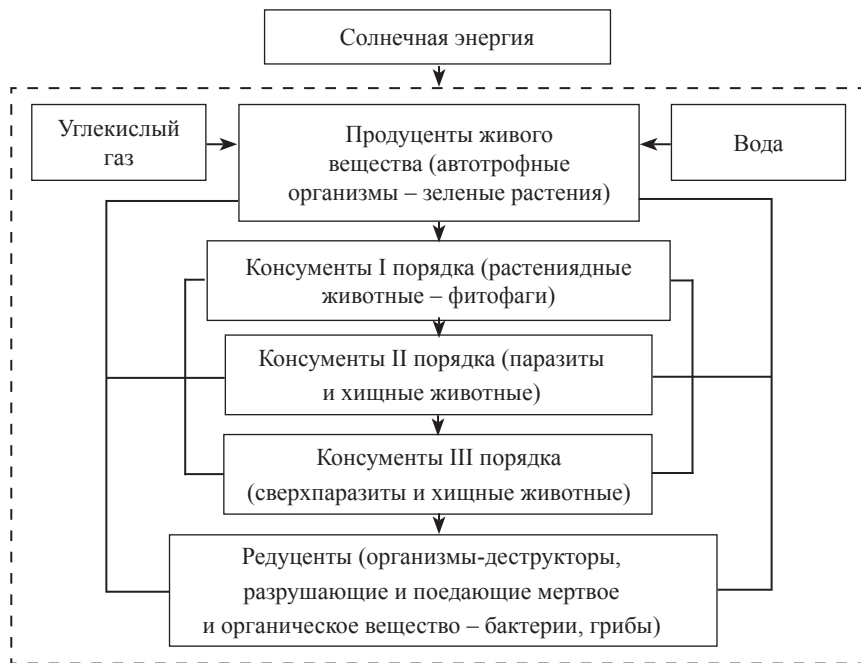 Солнечная энергия
Углекислый
газ
Продуценты живого
вещества (автотрофные
организмы – зеленые растения)
Вода
Консументы I порядка (растениядные
животные – фитофаги)
Консументы II порядка (паразиты
и хищные животные)
Консументы III порядка
(сверхпаразиты и хищные животные)
Редуценты (организмы-деструкторы,
разрушающие и поедающие мертвое
и органическое вещество – бактерии, грибы)